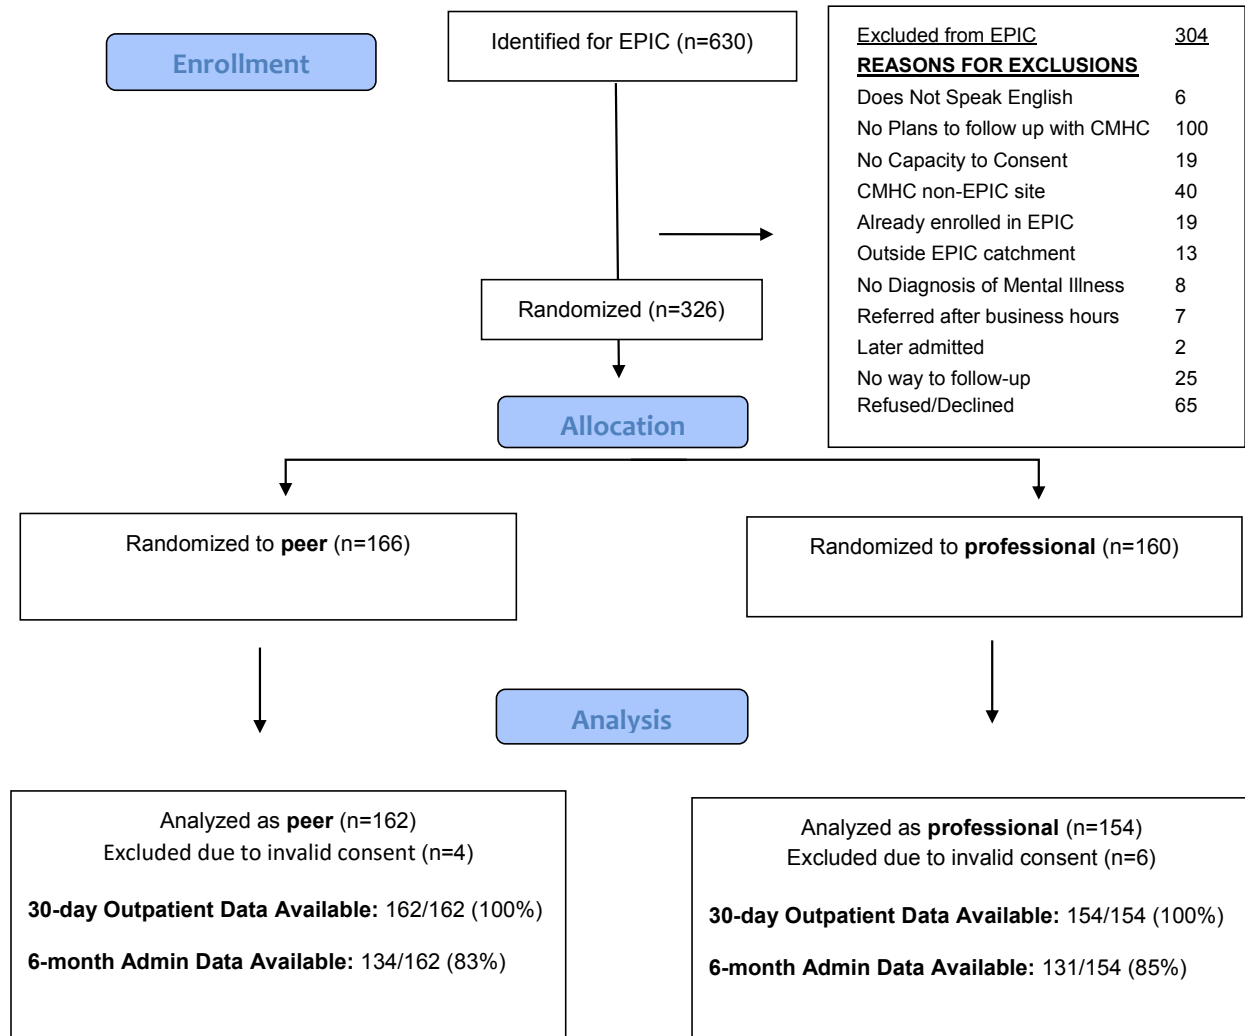 Enrollment
Identified for EPIC (n=630)
Excluded from EPIC 304
REASONS FOR EXCLUSIONS
Does Not Speak English 6
No Plans to follow up with CMHC 100
No Capacity to Consent 19
CMHC non-EPIC site 40
Already enrolled in EPIC 19
Outside EPIC catchment 13
No Diagnosis of Mental Illness 8
Referred after business hours 7
Later admitted 2
No way to follow-up 25
Refused/Declined 65
Randomized (n=326)
Allocation
Randomized to peer (n=166)
Randomized to professional (n=160)
Analysis
Analyzed as peer (n=162)
Excluded due to invalid consent (n=4)
30-day Outpatient Data Available: 162/162 (100%)
6-month Admin Data Available: 134/162 (83%)
Analyzed as professional (n=154)
Excluded due to invalid consent (n=6)
30-day Outpatient Data Available: 154/154 (100%)
6-month Admin Data Available: 131/154 (85%)